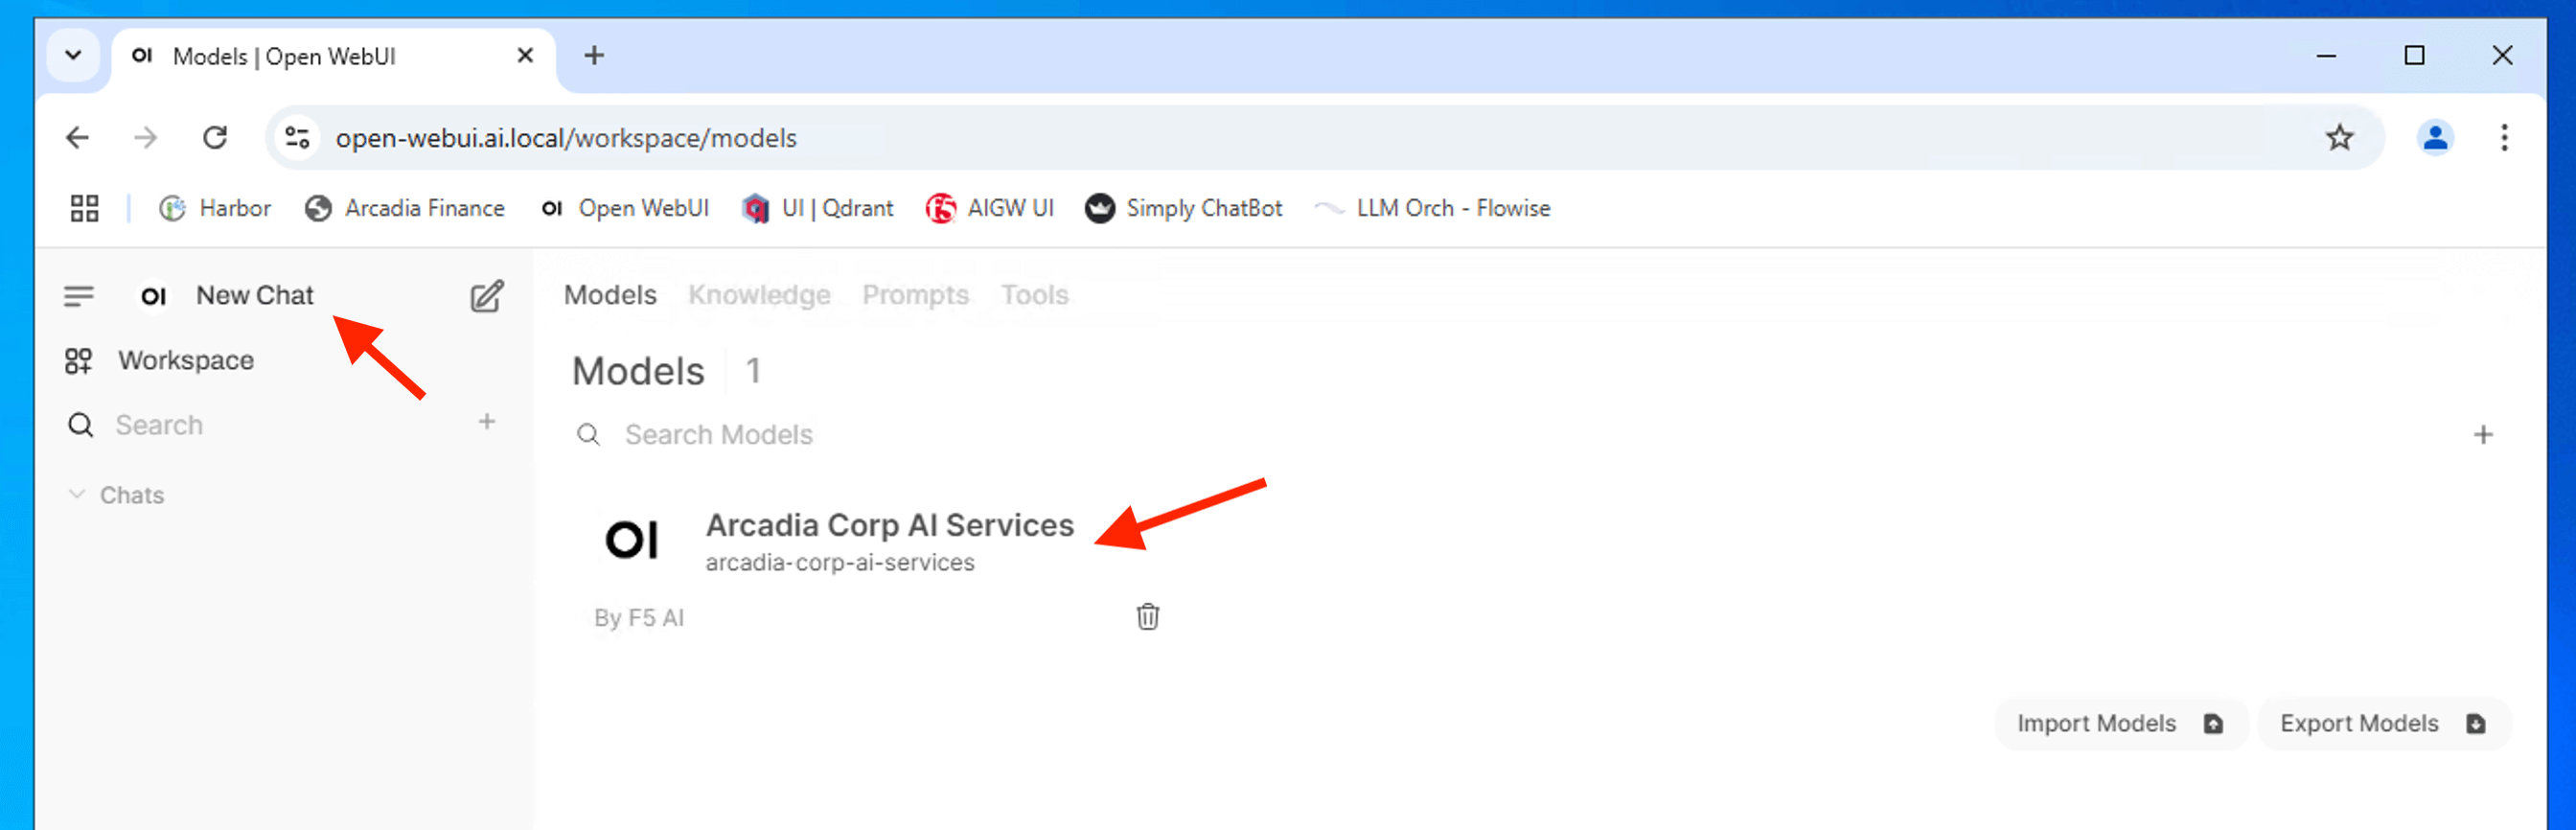 OI Models | Open WebUI
open-webui.ai.local/workspace/models
Harbor Arcadia Finance OI Open WebUI UI | Qdrant AIGW UI Simply ChatBot LLM Orch - Flowise
OI New Chat
Workspace
Search
Chats
Models Knowledge Prompts Tools
Models 1
Search Models
OI Arcadia Corp AI Services
arcadia-corp-ai-services
By F5 AI
Import Models Export Models